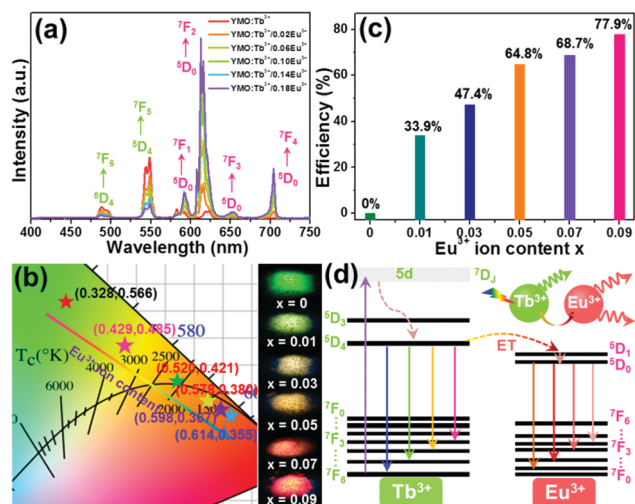 (a)
Intensity (a.u.)
YMO:Tb³⁺
YMO:Tb³⁺/0.02Eu³⁺
YMO:Tb³⁺/0.06Eu³⁺
YMO:Tb³⁺/0.10Eu³⁺
YMO:Tb³⁺/0.14Eu³⁺
YMO:Tb³⁺/0.18Eu³⁺
⁷F₆
⁵D₄
⁷F₅
⁵D₄
⁷F₁
⁵D₀
⁷F₂
⁵D₀
⁷F₃
⁵D₀
⁷F₄
⁵D₀
400 450 500 550 600 650 700 750
Wavelength (nm)
(c)
Efficiency (%)
80
60
40
20
0
0%
33.9%
47.4%
64.8%
68.7%
77.9%
0 0.01 0.03 0.05 0.07 0.09
Eu³⁺ ion content x
(b)
(0.328,0.566)
(0.429,0.485)
580
(0.520,0.421)
(0.578,0.380)
(0.598,0.367)
(0.614,0.355)
Tc(°K)
Eu³⁺ ion content
6000
4000
3000
2500
2000
x = 0
x = 0.01
x = 0.03
x = 0.05
x = 0.07
x = 0.09
(d)
5d
⁷DJ
Tb³⁺
Eu³⁺
⁵D₃
⁵D₄
ET
⁵D₁
⁵D₀
⁷F₀
⁷F₃
⁷F₆
⁷F₆
⁷F₃
⁷F₀
Tb³⁺
Eu³⁺